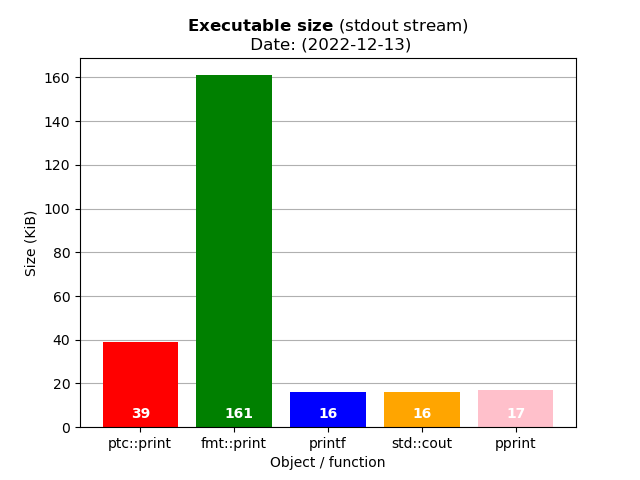 Executable size (stdout stream)
Date: (2022-12-13)
Size (KiB)
160
140
120
100
80
60
40
20
0
39
161
16
16
17
ptc::print
fmt::print
printf
std::cout
pprint
Object / function